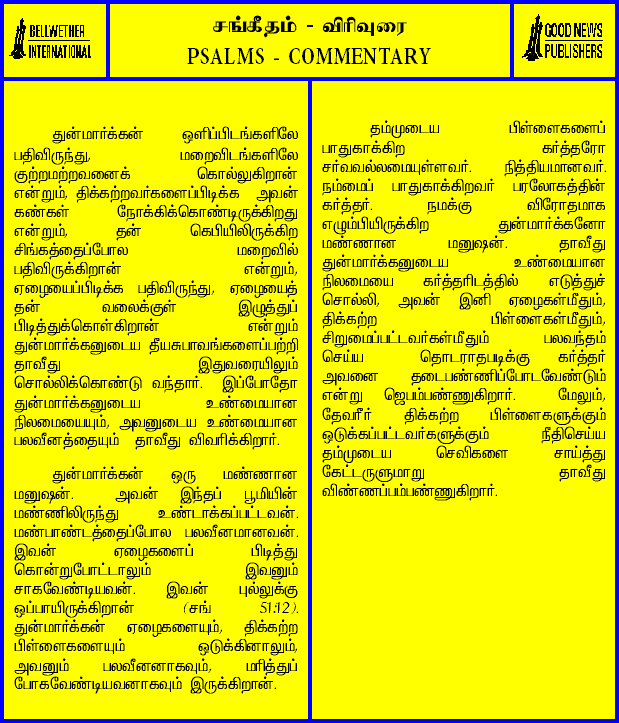 BELLWETHER
INTERNATIONAL
சங்கீதம் - விரிவுரை
PSALMS - COMMENTARY
GOOD NEWS
PUBLISHERS
துன்மார்க்கன் ஒளிப்பிடங்களிலே
பதிவிருந்து, மறைவிடங்களிலே
குற்றமற்றவனைக் கொல்லுகிறான்
என்றும், திக்கற்றவர்களைப்பிடிக்க அவன்
கண்கள் நோக்கிக்கொண்டிருக்கிறது
என்றும், தன் கெபியிலிருக்கிற
சிங்கத்தைப்போல மறைவில்
பதிவிருக்கிறான் என்றும்,
ஏழையைப்பிடிக்க பதிவிருந்து, ஏழையைத்
தன் வலைக்குள் இழுத்துப்
பிடித்துக்கொள்கிறான் என்றும்
துன்மார்க்கனுடைய தீயசுபாவங்களைப்பற்றி
தாவீது இதுவரையிலும்
சொல்லிக்கொண்டு வந்தார். இப்போதோ
துன்மார்க்கனுடைய உண்மையான
நிலமையையும், அவனுடைய உண்மையான
பலவீனத்தையும் தாவீது விவரிக்கிறார்.
துன்மார்க்கன் ஒரு மண்ணான
மனுஷன். அவன் இந்தப் பூமியின்
மண்ணிலிருந்து உண்டாக்கப்பட்டவன்.
மண்பாண்டத்தைப்போல பலவீனமானவன்.
இவன் ஏழைகளைப் பிடித்து
கொன்றுபோட்டாலும் இவனும்
சாகவேண்டியவன். இவன் புல்லுக்கு
ஒப்பாயிருக்கிறான் (சங் 51:12).
துன்மார்க்கன் ஏழைகளையும், திக்கற்ற
பிள்ளைகளையும் ஒடுக்கினாலும்,
அவனும் பலவீனனாகவும், மரித்துப்
போகவேண்டியவனாகவும் இருக்கிறான்.
தம்முடைய பிள்ளைகளைப்
பாதுகாக்கிற கர்த்தரோ
சர்வவல்லமையுள்ளவர். நித்தியமானவர்.
நம்மைப் பாதுகாக்கிறவர் பரலோகத்தின்
கர்த்தர். நமக்கு விரோதமாக
எழும்பியிருக்கிற துன்மார்க்கனோ
மண்ணான மனுஷன். தாவீது
துன்மார்க்கனுடைய உண்மையான
நிலமையை கர்த்தரிடத்தில் எடுத்துச்
சொல்லி, அவன் இனி ஏழைகள்மீதும்,
திக்கற்ற பிள்ளைகள்மீதும்,
சிறுமைப்பட்டவர்கள்மீதும் பலவந்தம்
செய்ய தொடராதபடிக்கு கர்த்தர்
அவனை தடைபண்ணிப்போடவேண்டும்
என்று ஜெபம்பண்ணுகிறார். மேலும்,
தேவரீர் திக்கற்ற பிள்ளைகளுக்கும்
ஒடுக்கப்பட்டவர்களுக்கும் நீதிசெய்ய
தம்முடைய செவிகளை சாய்த்து
கேட்டருளுமாறு தாவீது
விண்ணப்பம்பண்ணுகிறார்.